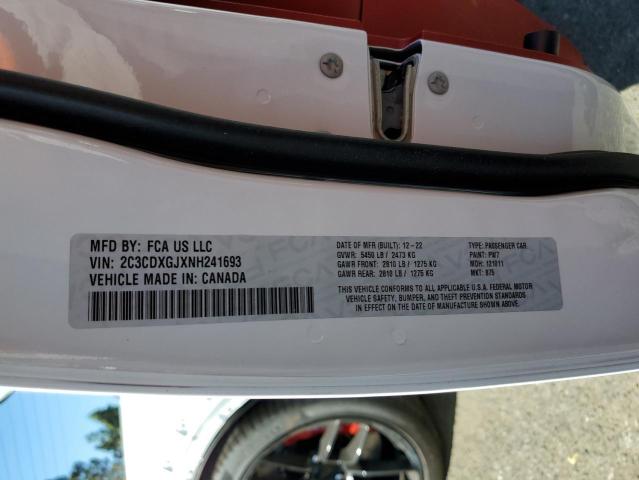 MFD BY: FCA US LLC
VIN: 2C3CDXGJXNH241693
VEHICLE MADE IN: CANADA
DATE OF MFR (BUILT): 12-22
GVWR: 5450 LB / 2473 KG
GAWR FRONT: 2810 LB / 1275 KG
GAWR REAR: 2810 LB / 1275 KG
TYPE: PASSENGER CAR
PAINT: PW7
MDH: 121011
MKT: 875
THIS VEHICLE CONFORMS TO ALL APPLICABLE U.S.A. FEDERAL MOTOR
VEHICLE SAFETY, BUMPER, AND THEFT PREVENTION STANDARDS
IN EFFECT ON THE DATE OF MANUFACTURE SHOWN ABOVE.